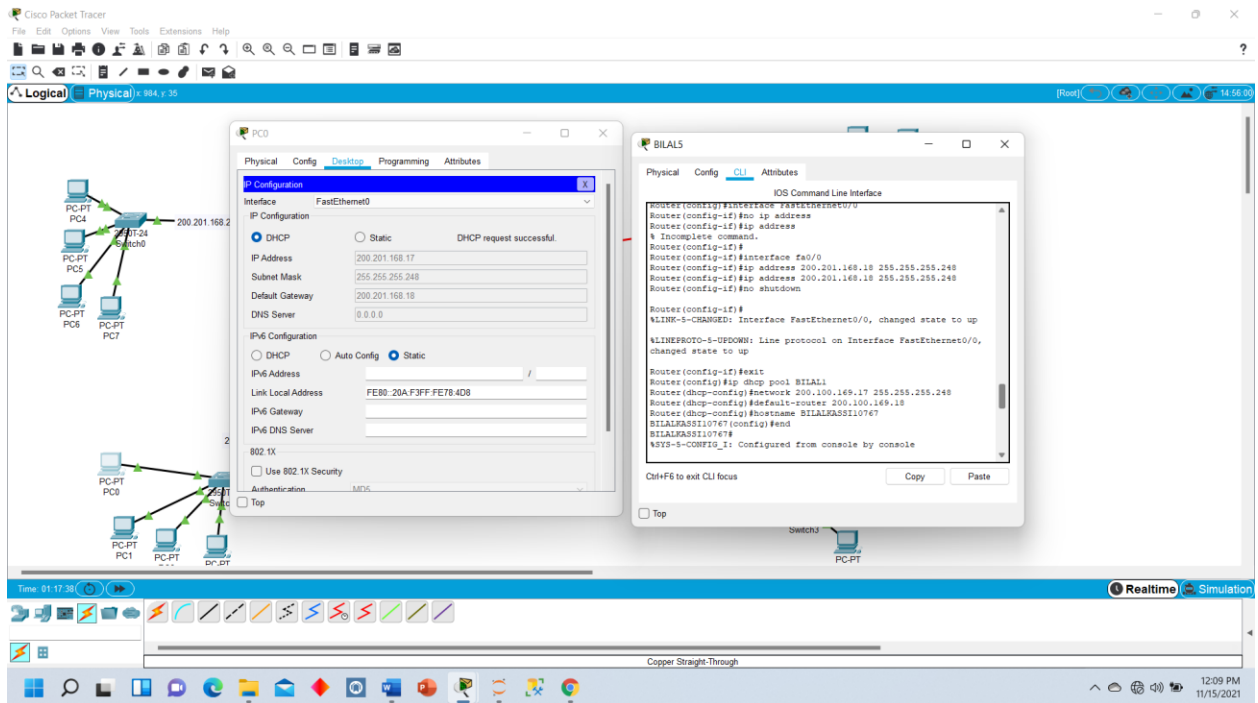 Cisco Packet Tracer
File Edit Options View Tools Extensions Help
?
Logical Physical x: 984, y: 35
[Root] 14:56:00
PC-PT
PC4
2950T-24
Switch0
200.201.168.2
PC-PT
PC5
PC-PT
PC6
PC-PT
PC7
2
PC-PT
PC0
PC-PT
PC1
PC-PT
PC-PT
PC0
Physical Config Desktop Programming Attributes
IP Configuration X
Interface FastEthernet0
IP Configuration
DHCP Static DHCP request successful.
IP Address 200.201.168.17
Subnet Mask 255.255.255.248
Default Gateway 200.201.168.18
DNS Server 0.0.0.0
IPv6 Configuration
DHCP Auto Config Static
IPv6 Address /
Link Local Address FE80::20A:F3FF:FE78:4D8
IPv6 Gateway
IPv6 DNS Server
802.1X
Use 802.1X Security
Authentication MD5
Top
BILAL5
Physical Config CLI Attributes
IOS Command Line Interface
Router(config)#interface FastEthernet0/0
Router(config-if)#no ip address
Router(config-if)#ip address
% Incomplete command.
Router(config-if)#
Router(config-if)#interface fa0/0
Router(config-if)#ip address 200.201.168.18 255.255.255.248
Router(config-if)#ip address 200.201.168.18 255.255.255.248
Router(config-if)#no shutdown
Router(config-if)#
%LINK-5-CHANGED: Interface FastEthernet0/0, changed state to up
%LINEPROTO-5-UPDOWN: Line protocol on Interface FastEthernet0/0,
changed state to up
Router(config-if)#exit
Router(config)#ip dhcp pool BILAL1
Router(dhcp-config)#network 200.100.169.17 255.255.255.248
Router(dhcp-config)#default-router 200.100.169.18
Router(dhcp-config)#hostname BILALKASSI10767
BILALKASSI10767(config)#end
BILALKASSI10767#
%SYS-5-CONFIG_I: Configured from console by console
Ctrl+F6 to exit CLI focus Copy Paste
Top
Switch3
PC-PT
Time: 01:17:38
Realtime Simulation
Copper Straight-Through
12:09 PM
11/15/2021